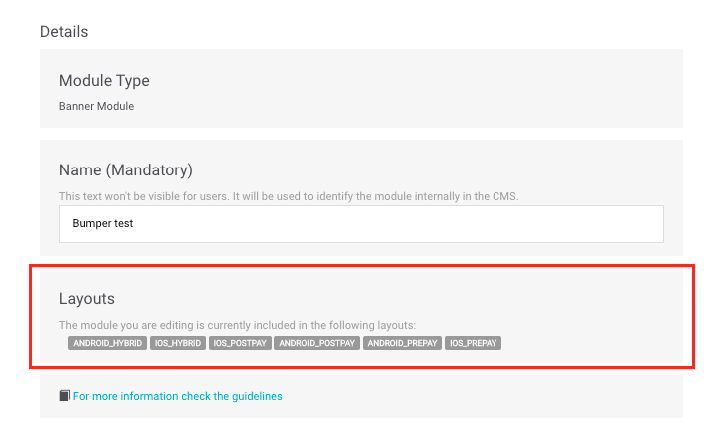 Details
Module Type
Banner Module
Name (Mandatory)
This text won't be visible for users. It will be used to identify the module internally in the CMS.
Bumper test
Layouts
The module you are editing is currently included in the following layouts:
ANDROID_HYBRID IOS_HYBRID IOS_POSTPAY ANDROID_POSTPAY ANDROID_PREPAY IOS_PREPAY
For more information check the guidelines